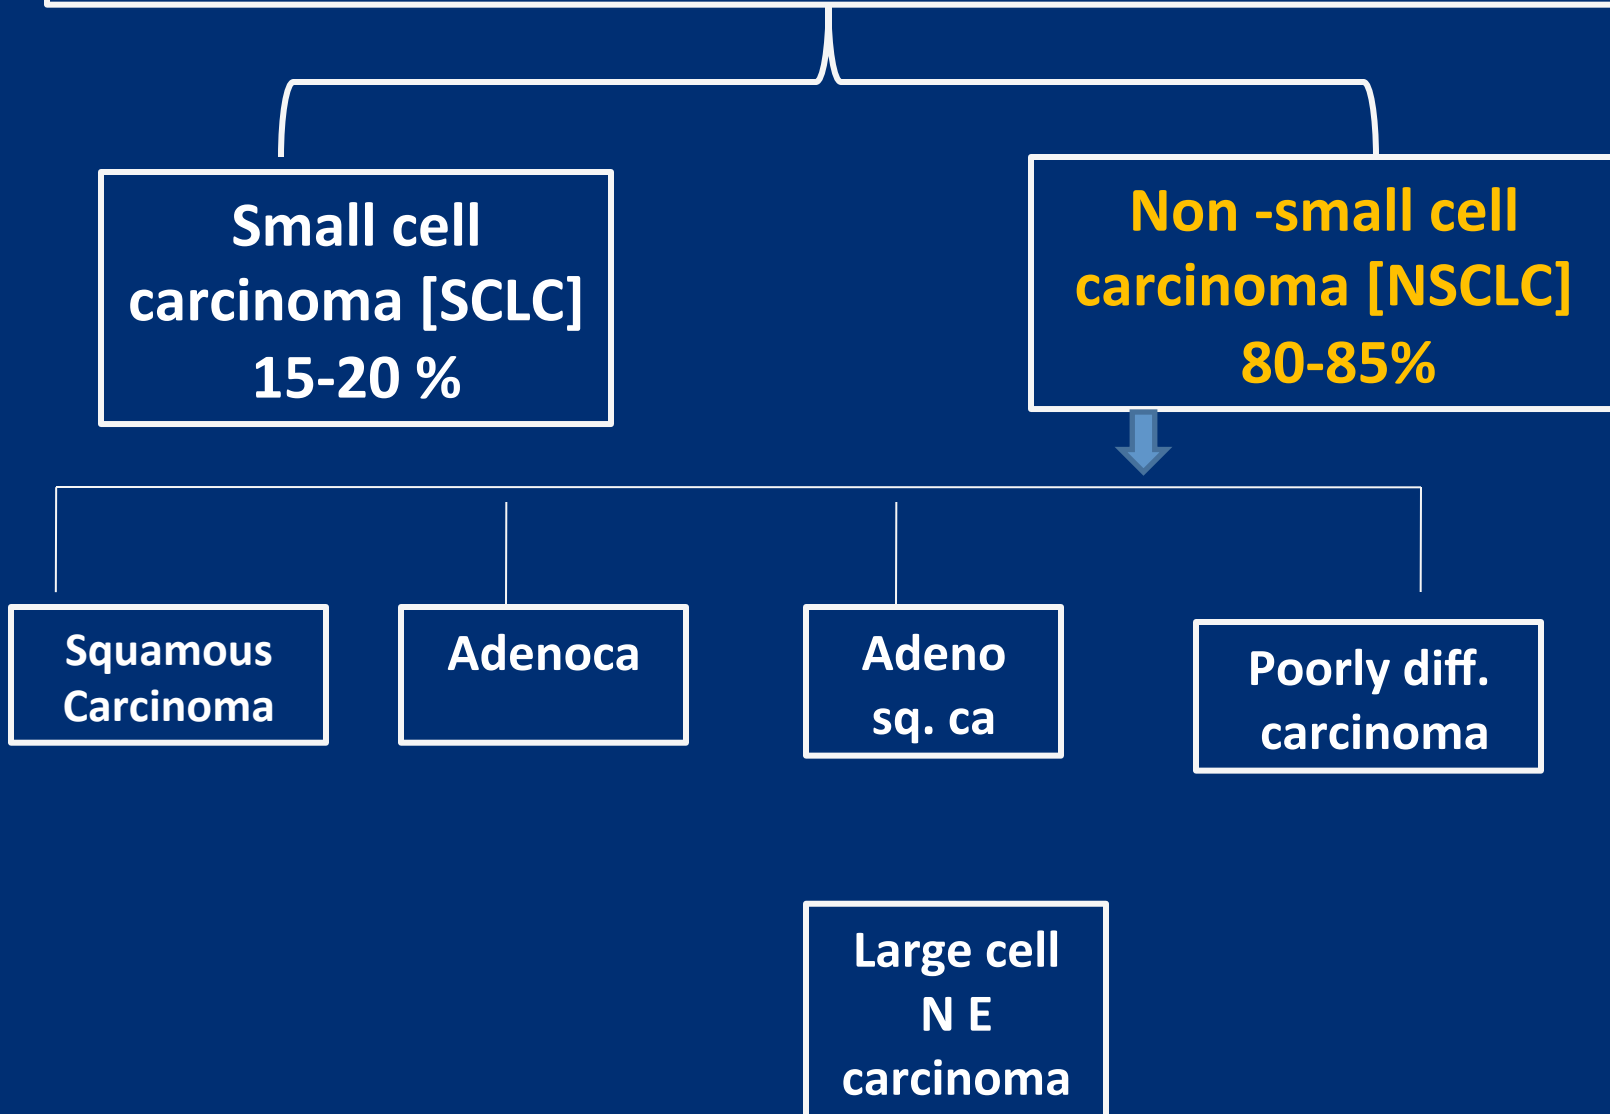 Small cell
carcinoma [SCLC]
15-20 %
Non -small cell
carcinoma [NSCLC]
80-85%
Squamous
Carcinoma
Adenoca
Adeno
sq. ca
Poorly diff.
carcinoma
Large cell
N E
carcinoma